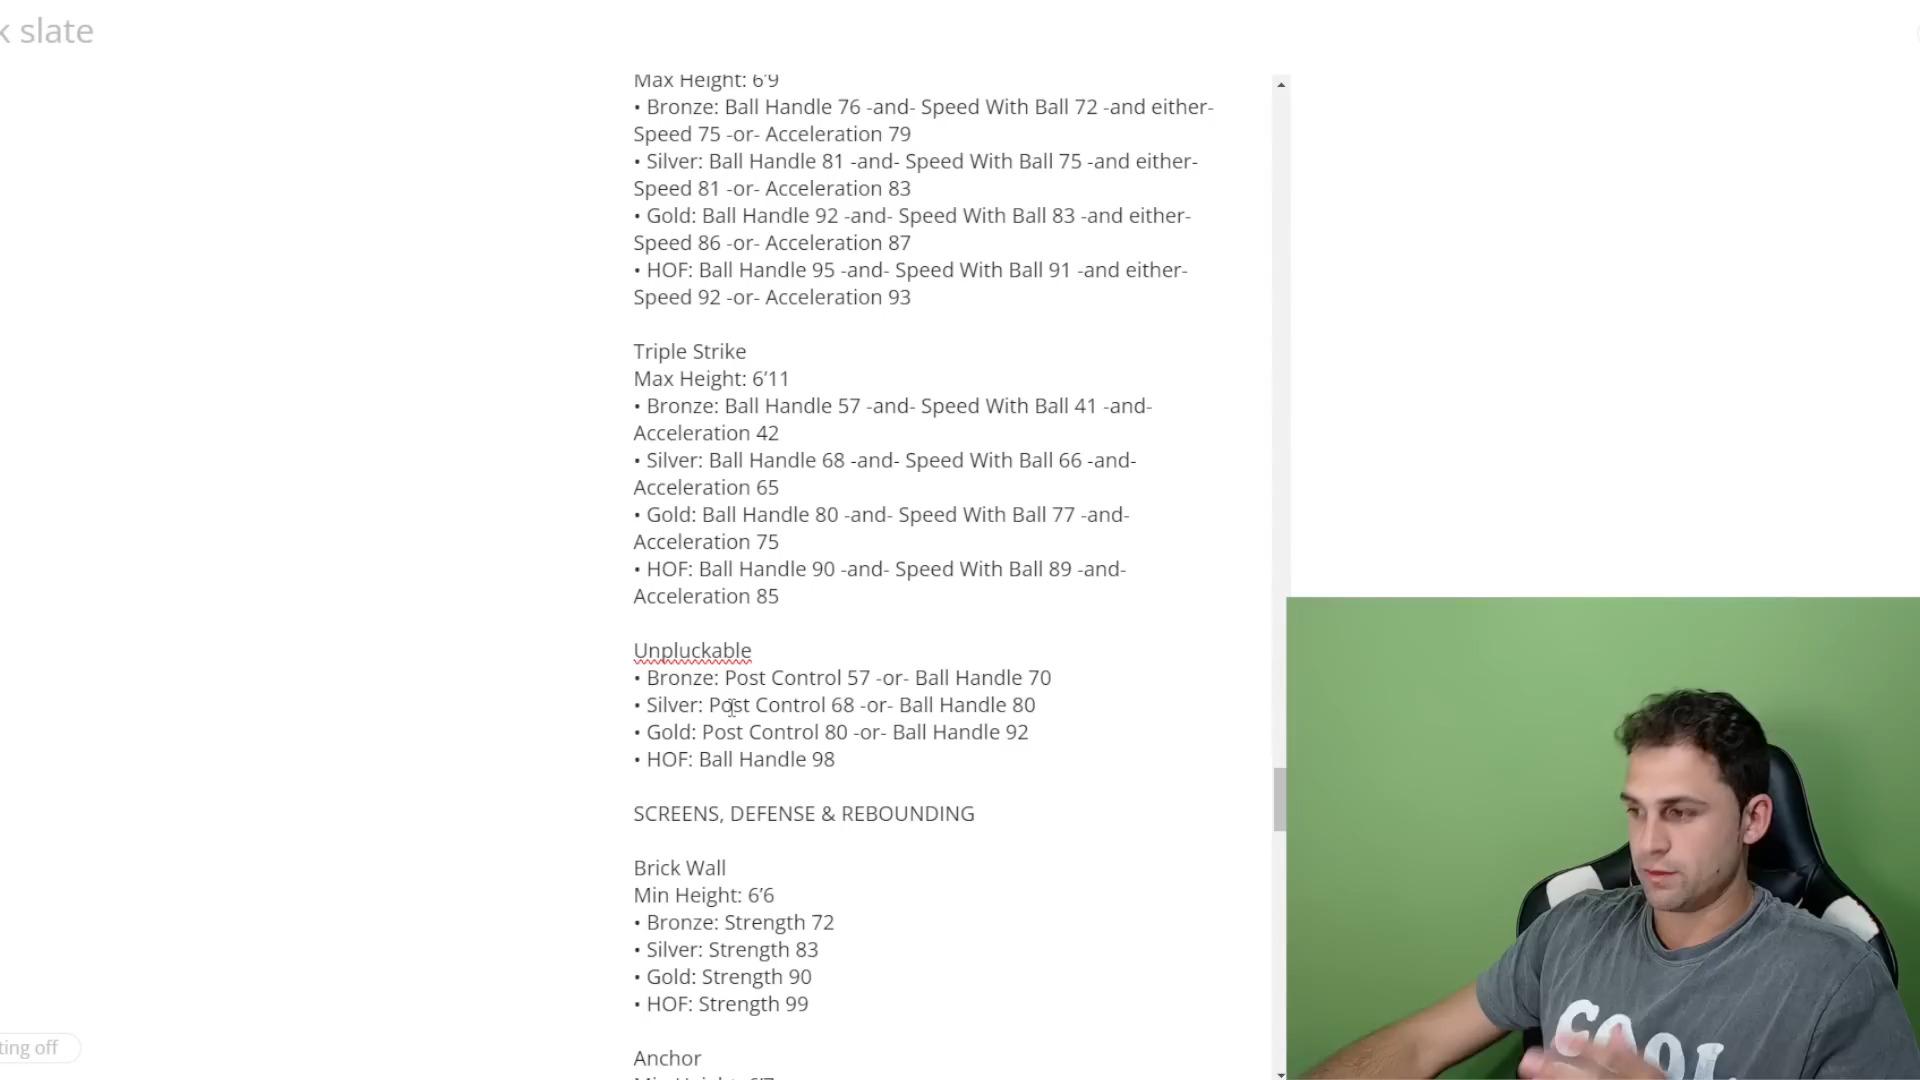 k slate
Max Height: 6'9
• Bronze: Ball Handle 76 -and- Speed With Ball 72 -and either-
Speed 75 -or- Acceleration 79
• Silver: Ball Handle 81 -and- Speed With Ball 75 -and either-
Speed 81 -or- Acceleration 83
• Gold: Ball Handle 92 -and- Speed With Ball 83 -and either-
Speed 86 -or- Acceleration 87
• HOF: Ball Handle 95 -and- Speed With Ball 91 -and either-
Speed 92 -or- Acceleration 93
Triple Strike
Max Height: 6’11
• Bronze: Ball Handle 57 -and- Speed With Ball 41 -and-
Acceleration 42
• Silver: Ball Handle 68 -and- Speed With Ball 66 -and-
Acceleration 65
• Gold: Ball Handle 80 -and- Speed With Ball 77 -and-
Acceleration 75
• HOF: Ball Handle 90 -and- Speed With Ball 89 -and-
Acceleration 85
Unpluckable
• Bronze: Post Control 57 -or- Ball Handle 70
• Silver: Post Control 68 -or- Ball Handle 80
• Gold: Post Control 80 -or- Ball Handle 92
• HOF: Ball Handle 98
SCREENS, DEFENSE & REBOUNDING
Brick Wall
Min Height: 6’6
• Bronze: Strength 72
• Silver: Strength 83
• Gold: Strength 90
• HOF: Strength 99
Anchor
ting off
COOL